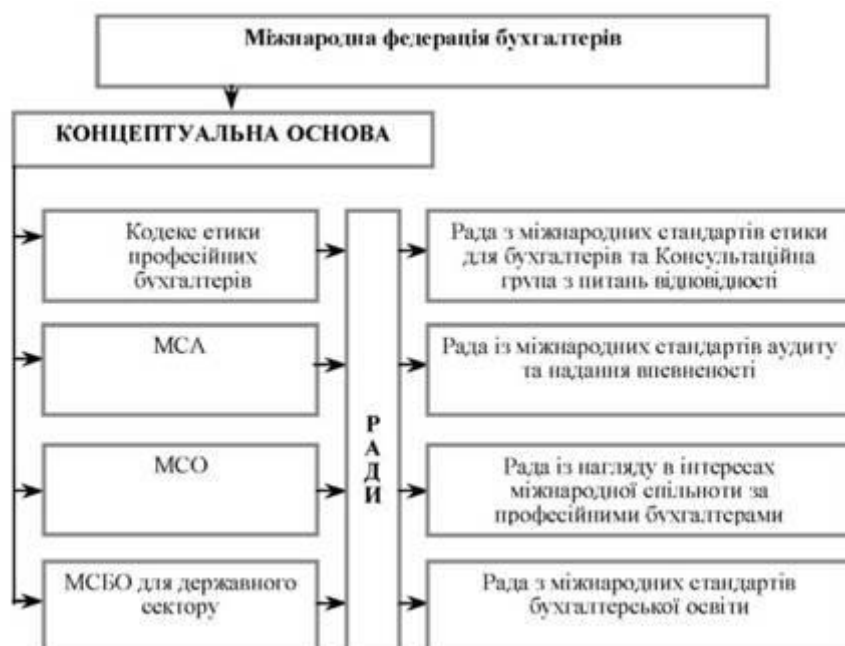 Міжнародна федерація бухгалтерів
КОНЦЕПТУАЛЬНА ОСНОВА
Кодекс етики
професійних
бухгалтерів
Рада з міжнародних стандартів етики
для бухгалтерів та Консультаційна
група з питань відповідності
МСА
Рада із міжнародних стандартів аудиту
та надання впевненості
РАДИ
МСО
Рада із нагляду в інтересах
міжнародної спільноти за
професійними бухгалтерами
МСБО для державного
сектору
Рада з міжнародних стандартів
бухгалтерської освіти